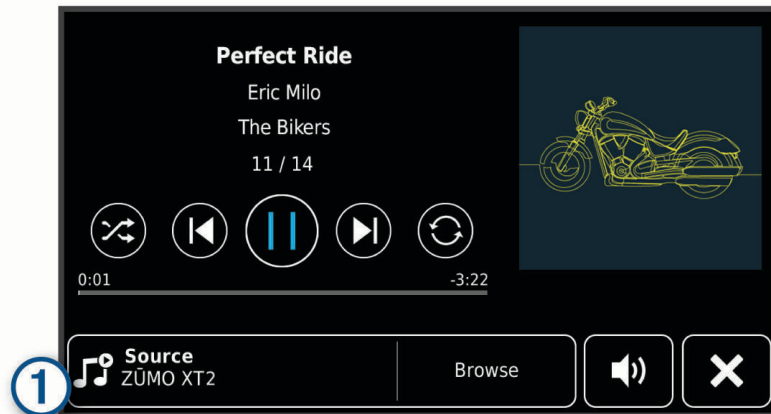 Perfect Ride
Eric Milo
The Bikers
11 / 14
0:01 -3:22
Source
ZŪMO XT2
Browse
1